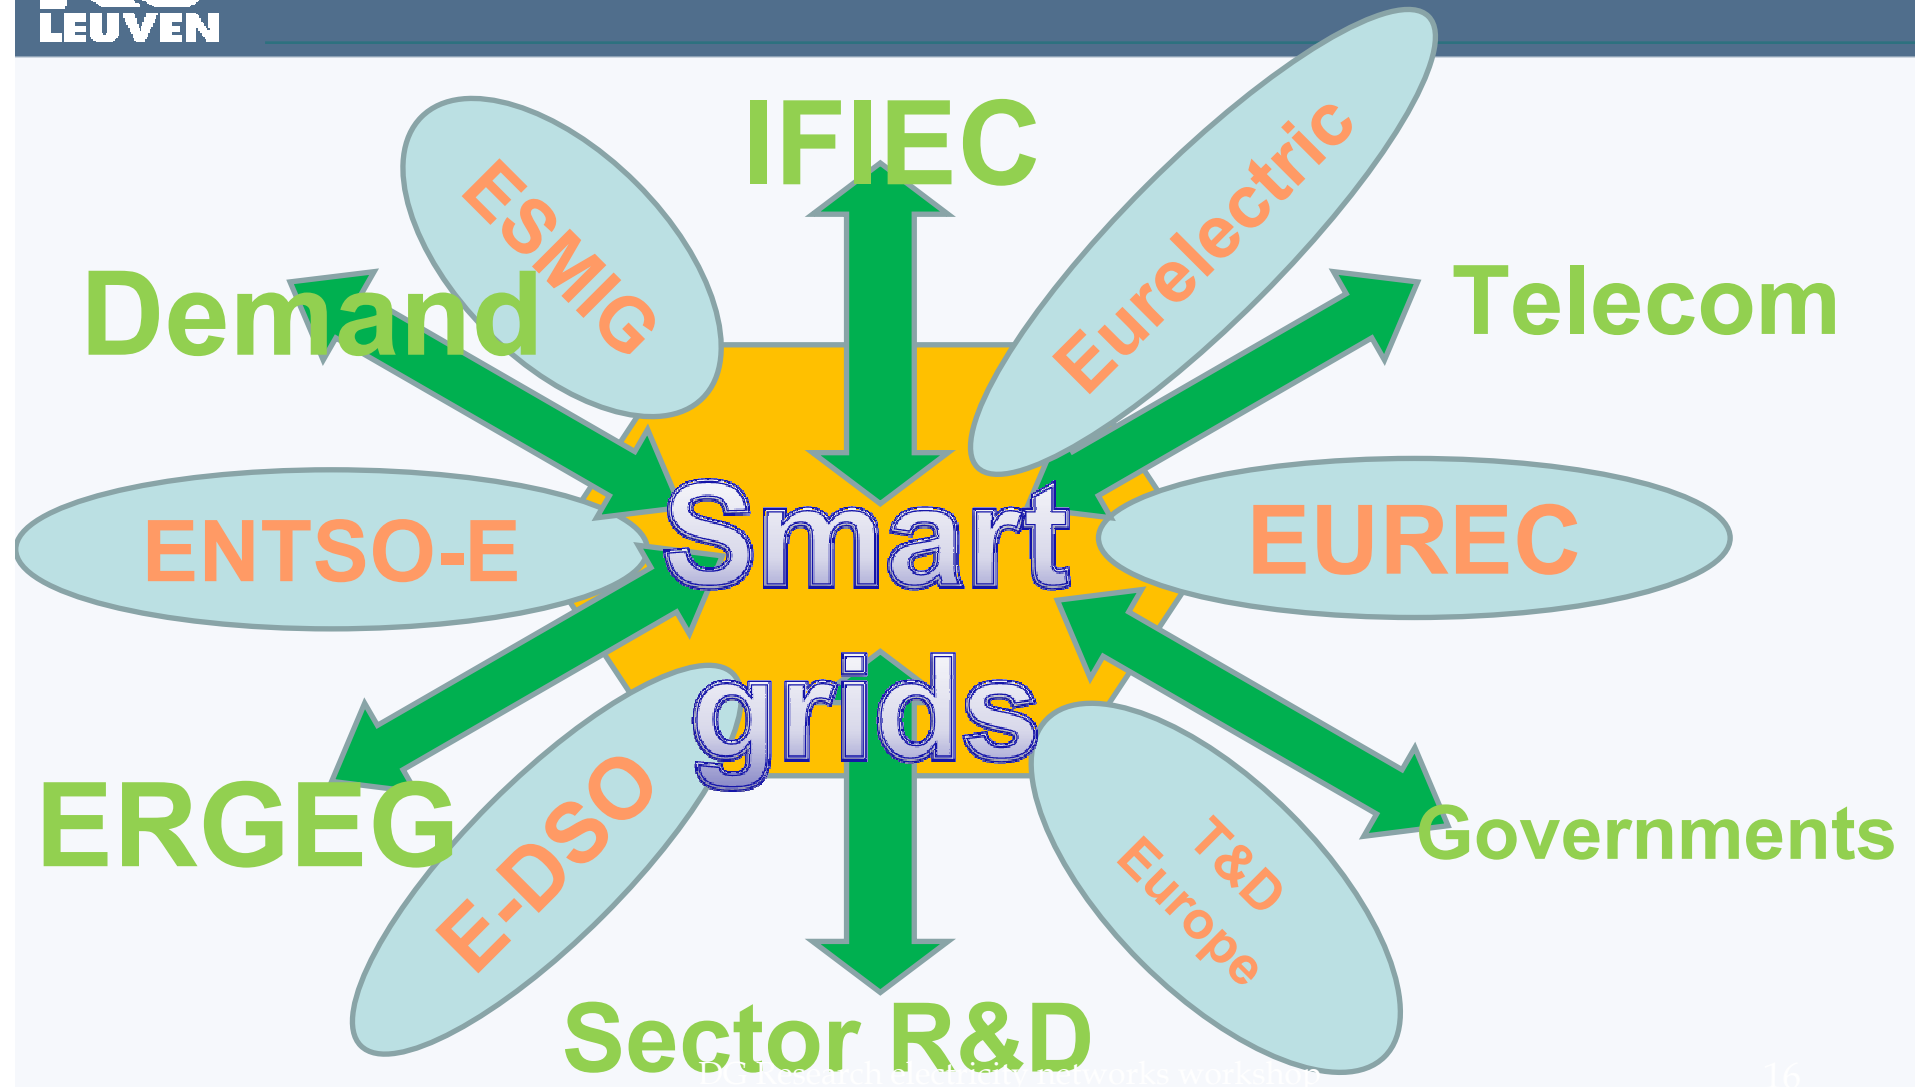 LEUVEN
IFIEC
ESMIG
Eurelectric
Demand
Telecom
ENTSO-E
Smart
EUREC
grids
ERGEG
E-DSO
T&D
Europe
Governments
Sector R&D
DG Research electricity networks workshop
16